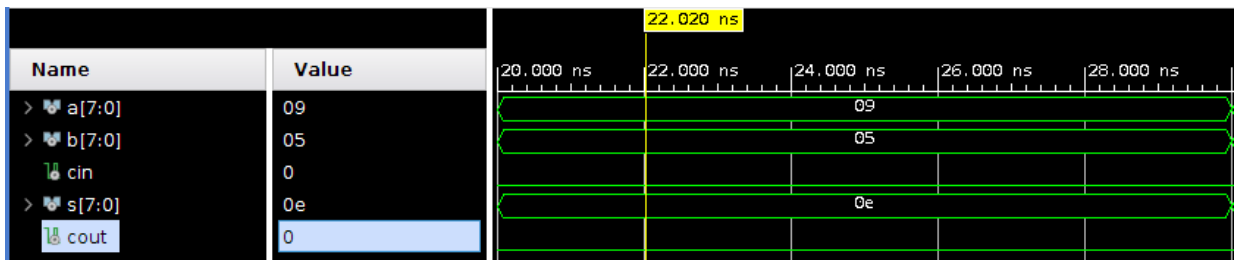 22.020 ns
Name Value 20.000 ns 22.000 ns 24.000 ns 26.000 ns 28.000 ns
> a[7:0] 09 09
> b[7:0] 05 05
cin 0
> s[7:0] 0e 0e
cout 0